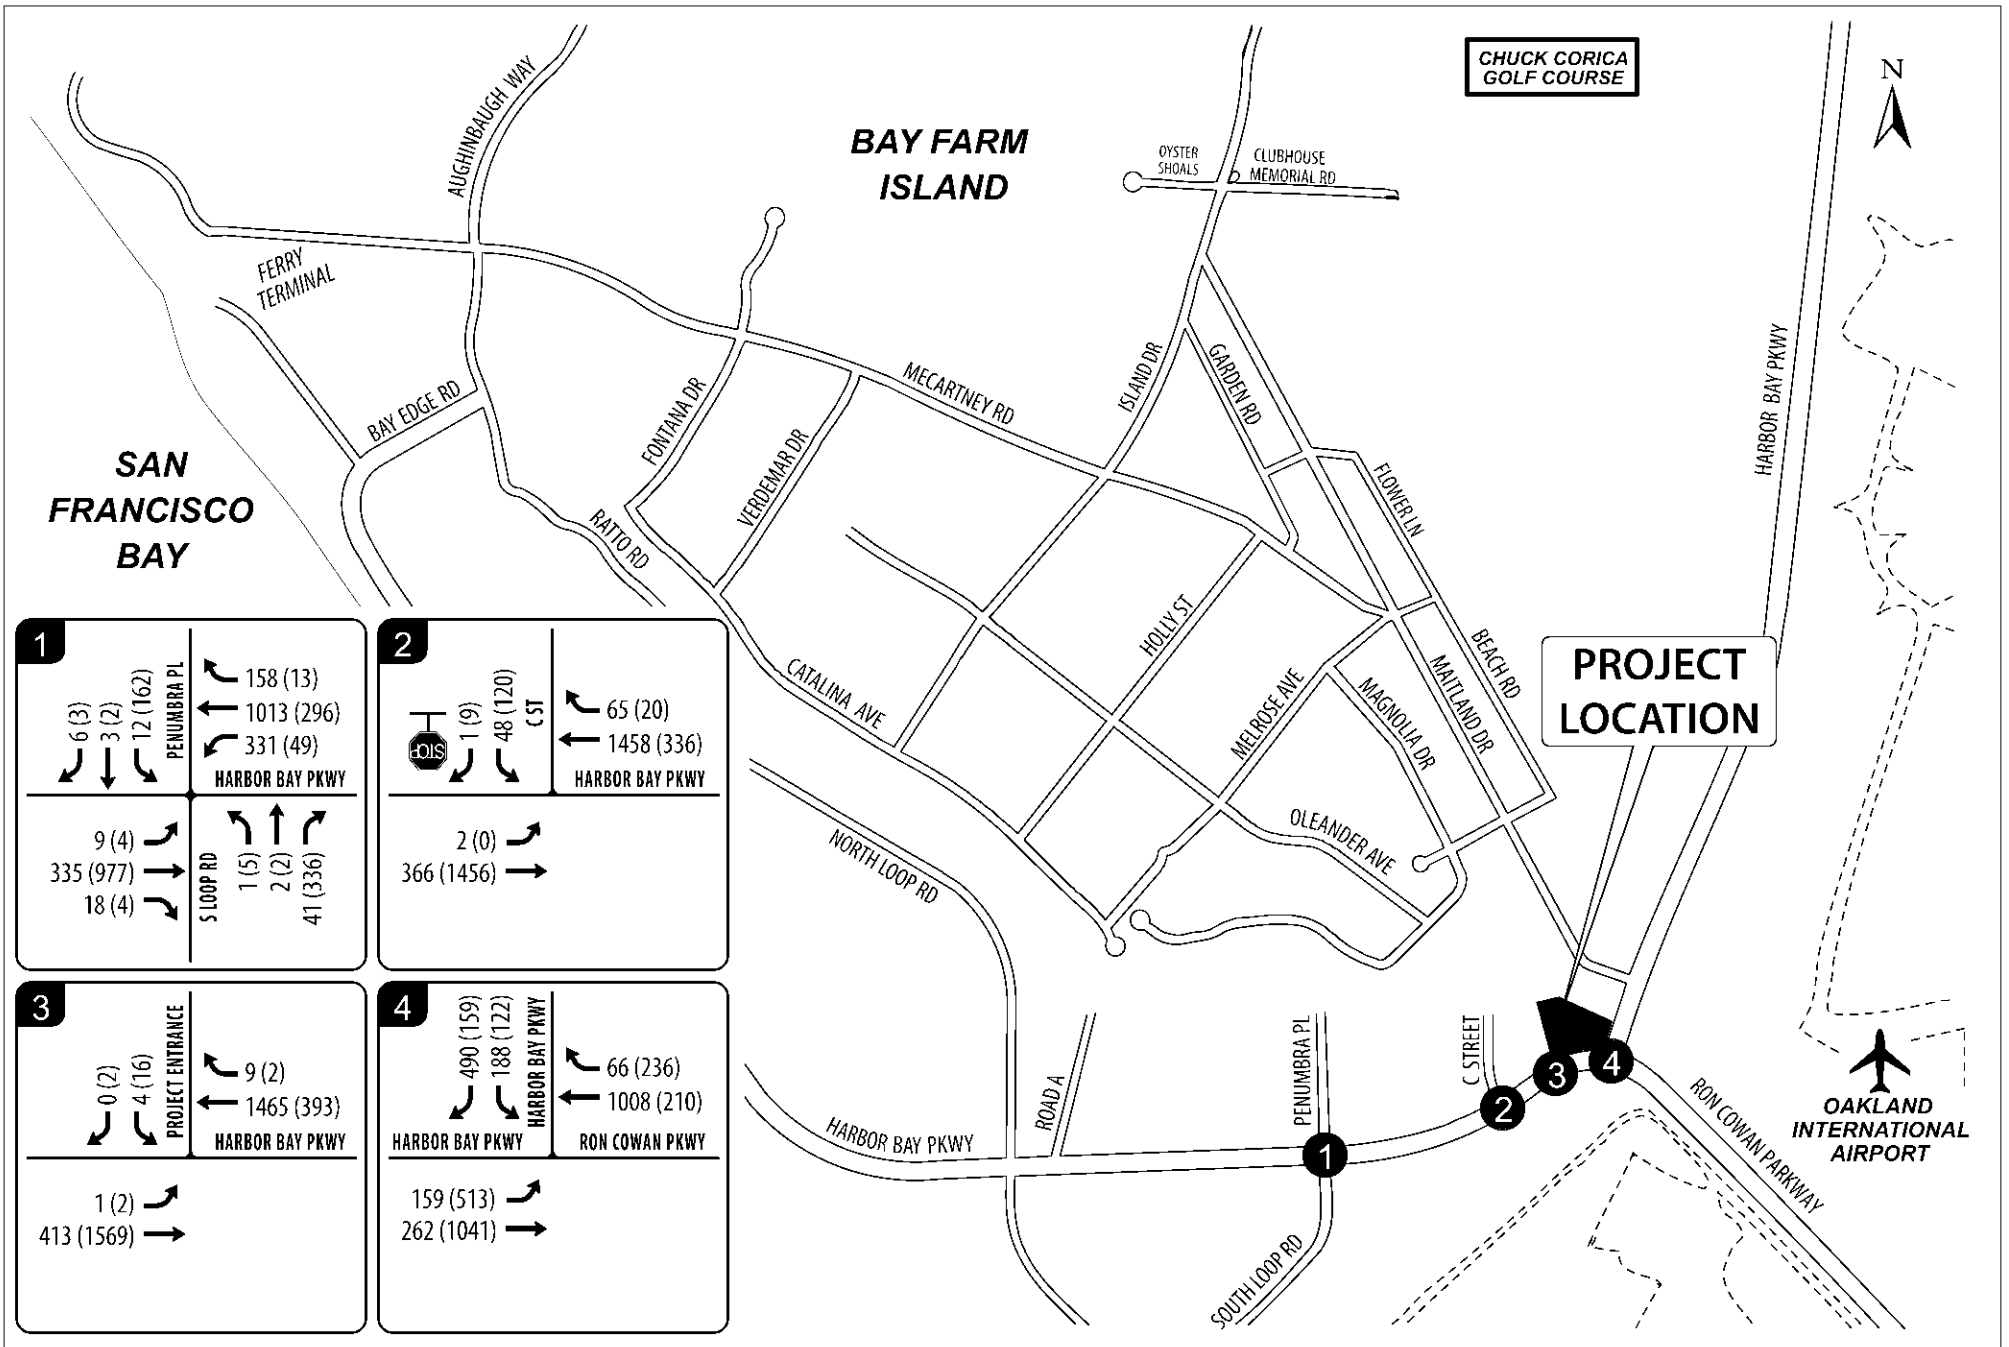 CHUCK CORICA
GOLF COURSE
N
AUGHINBAUGH WAY
BAY FARM
ISLAND
OYSTER
SHOALS
CLUBHOUSE
MEMORIAL RD
FERRY
TERMINAL
HARBOR BAY PKWY
ISLAND DR
GARDEN RD
MECARTNEY RD
BAY EDGE RD
FONTANA DR
VERDEMAR DR
FLOWER LN
SAN
FRANCISCO
BAY
RATTO RD
HOLLY ST
BEACH RD
MAITLAND DR
MELROSE AVE
MAGNOLIA DR
CATALINA AVE
OLEANDER AVE
NORTH LOOP RD
PROJECT
LOCATION
1
6 (3)
3 (2)
12 (162)
PENUMBRA PL
158 (13)
1013 (296)
331 (49)
HARBOR BAY PKWY
9 (4)
335 (977)
18 (4)
S LOOP RD
1 (5)
2 (2)
41 (336)
2
STOP
1 (9)
48 (120)
C ST
65 (20)
1458 (336)
HARBOR BAY PKWY
2 (0)
366 (1456)
3
0 (2)
4 (16)
PROJECT ENTRANCE
9 (2)
1465 (393)
HARBOR BAY PKWY
1 (2)
413 (1569)
4
490 (159)
188 (122)
HARBOR BAY PKWY
66 (236)
1008 (210)
HARBOR BAY PKWY
RON COWAN PKWY
159 (513)
262 (1041)
ROAD A
PENUMBRA PL
C STREET
HARBOR BAY PKWY
1
2
3
4
SOUTH LOOP RD
RON COWAN PARKWAY
OAKLAND
INTERNATIONAL
AIRPORT